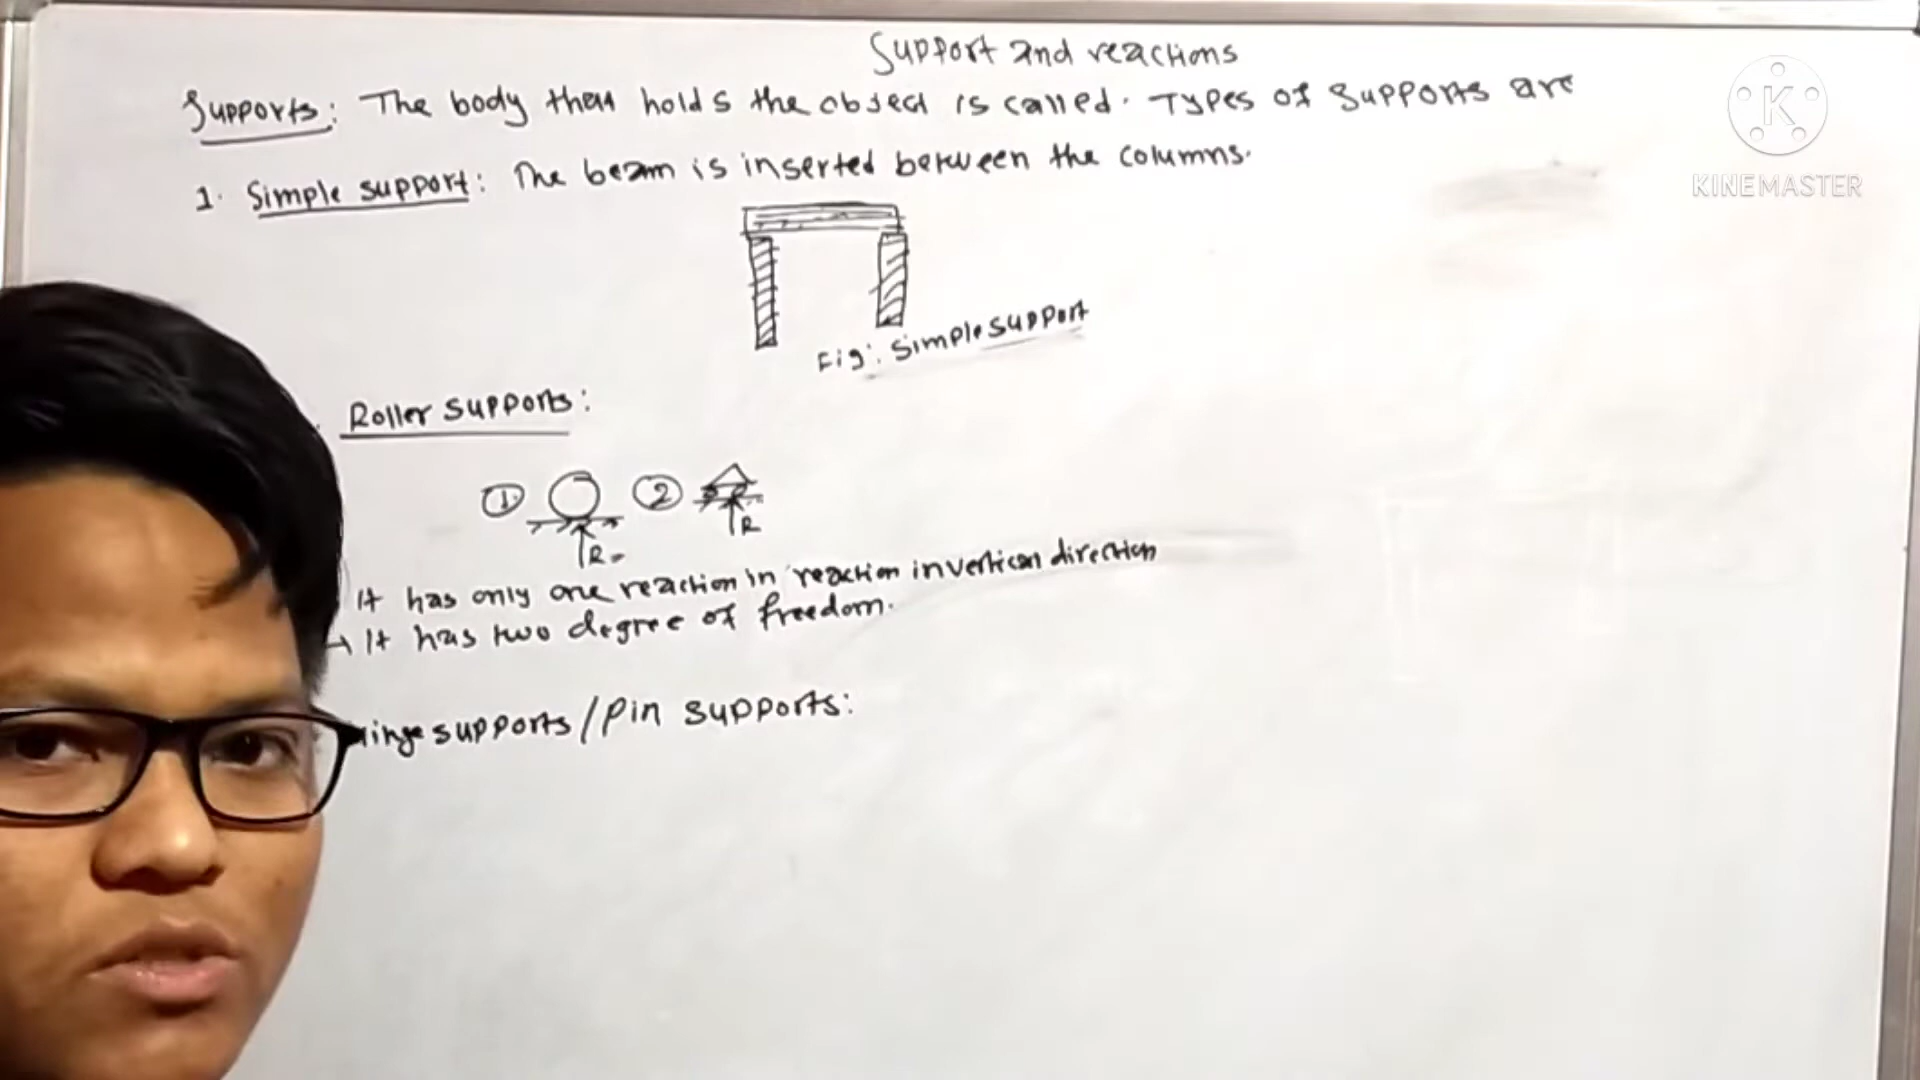 Support and reactions
Supports: The body that holds the object is called. Types of supports are
1. Simple support: The beam is inserted between the columns.
Fig: Simple support
Roller supports:
① ②
R R
It has only one reaction in reaction in vertical direction
→ It has two degree of freedom.
Hinge supports/Pin supports:
K
KINEMASTER